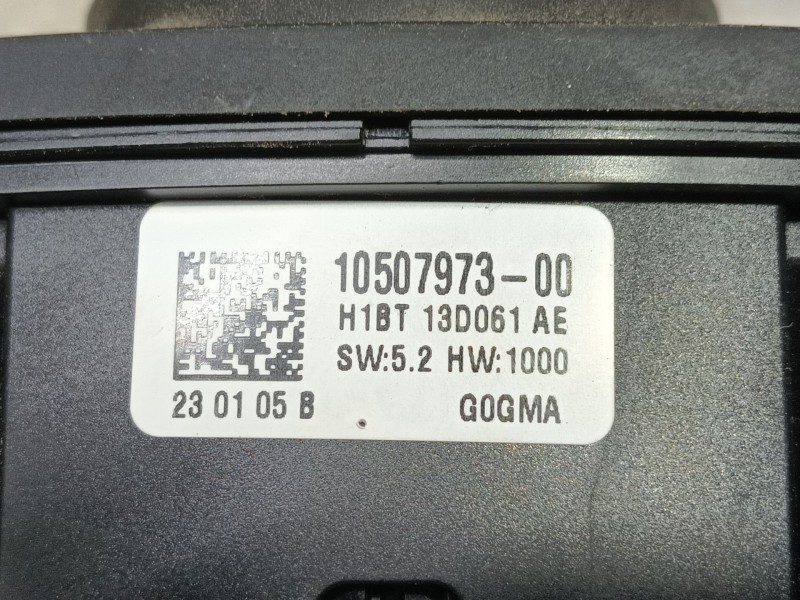 10507973-00
H1BT 13D061 AE
SW:5.2 HW:1000
23 01 05 B G0GMA